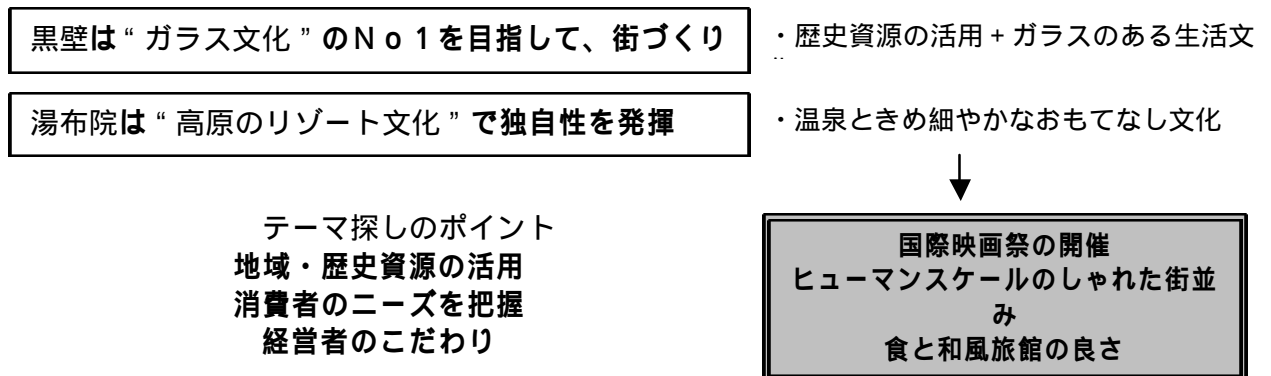 黒壁は“ガラス文化”のNo1を目指して、街づくり
・歴史資源の活用+ガラスのある生活文
湯布院は“高原のリゾート文化”で独自性を発揮
・温泉ときめ細やかなおもてなし文化
テーマ探しのポイント
地域・歴史資源の活用
消費者のニーズを把握
経営者のこだわり
国際映画祭の開催
ヒューマンスケールのしゃれた街並
み
食と和風旅館の良さ